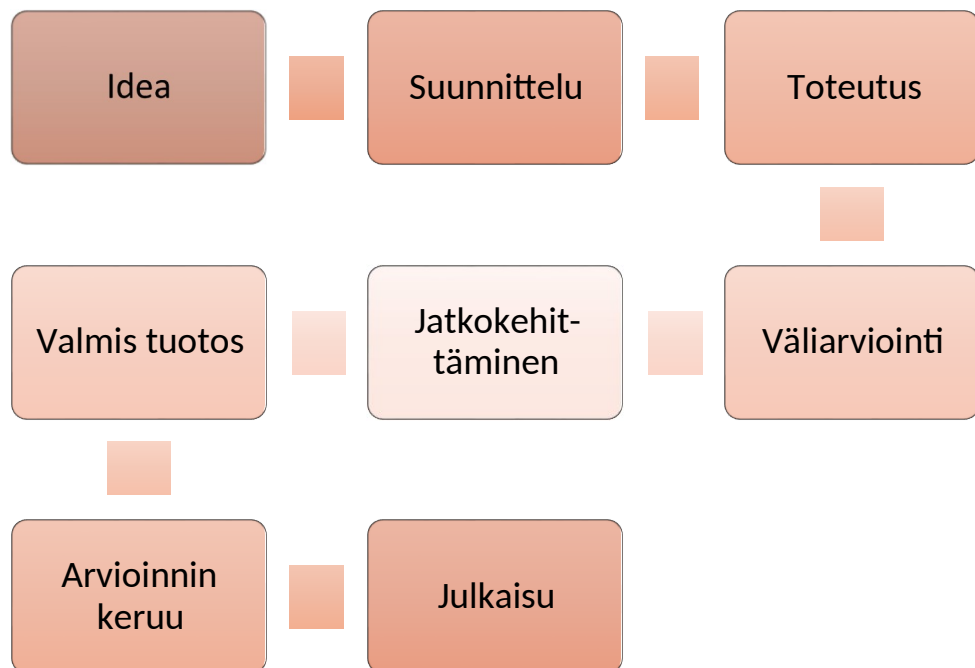 Idea
Suunnittelu
Toteutus
Valmis tuotos
Jatkokehit-
täminen
Väliarviointi
Arvioinnin
keruu
Julkaisu